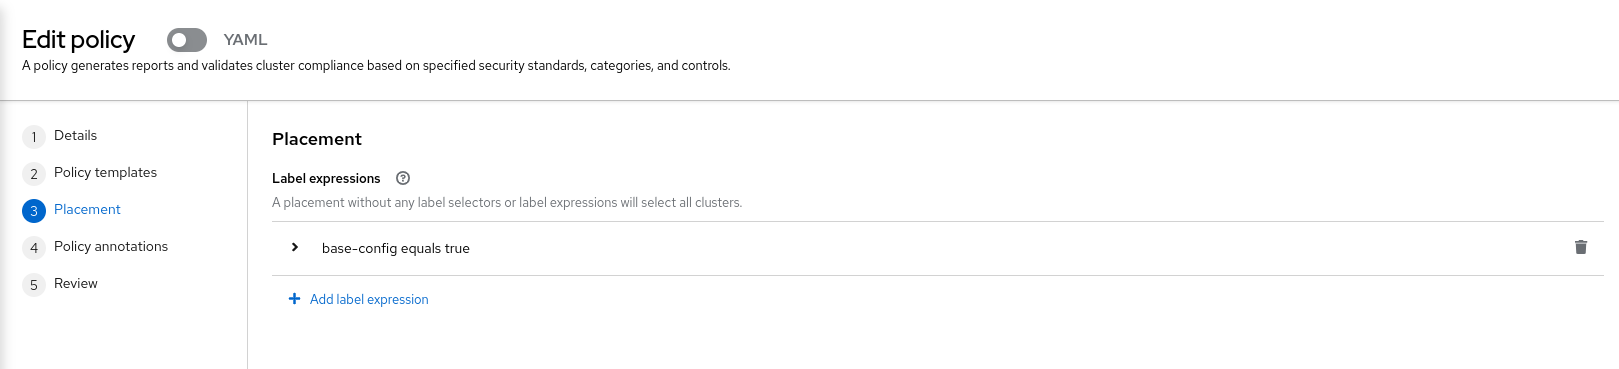 Edit policy YAML
A policy generates reports and validates cluster compliance based on specified security standards, categories, and controls.
1 Details
2 Policy templates
3 Placement
4 Policy annotations
5 Review
Placement
Label expressions
A placement without any label selectors or label expressions will select all clusters.
base-config equals true
Add label expression